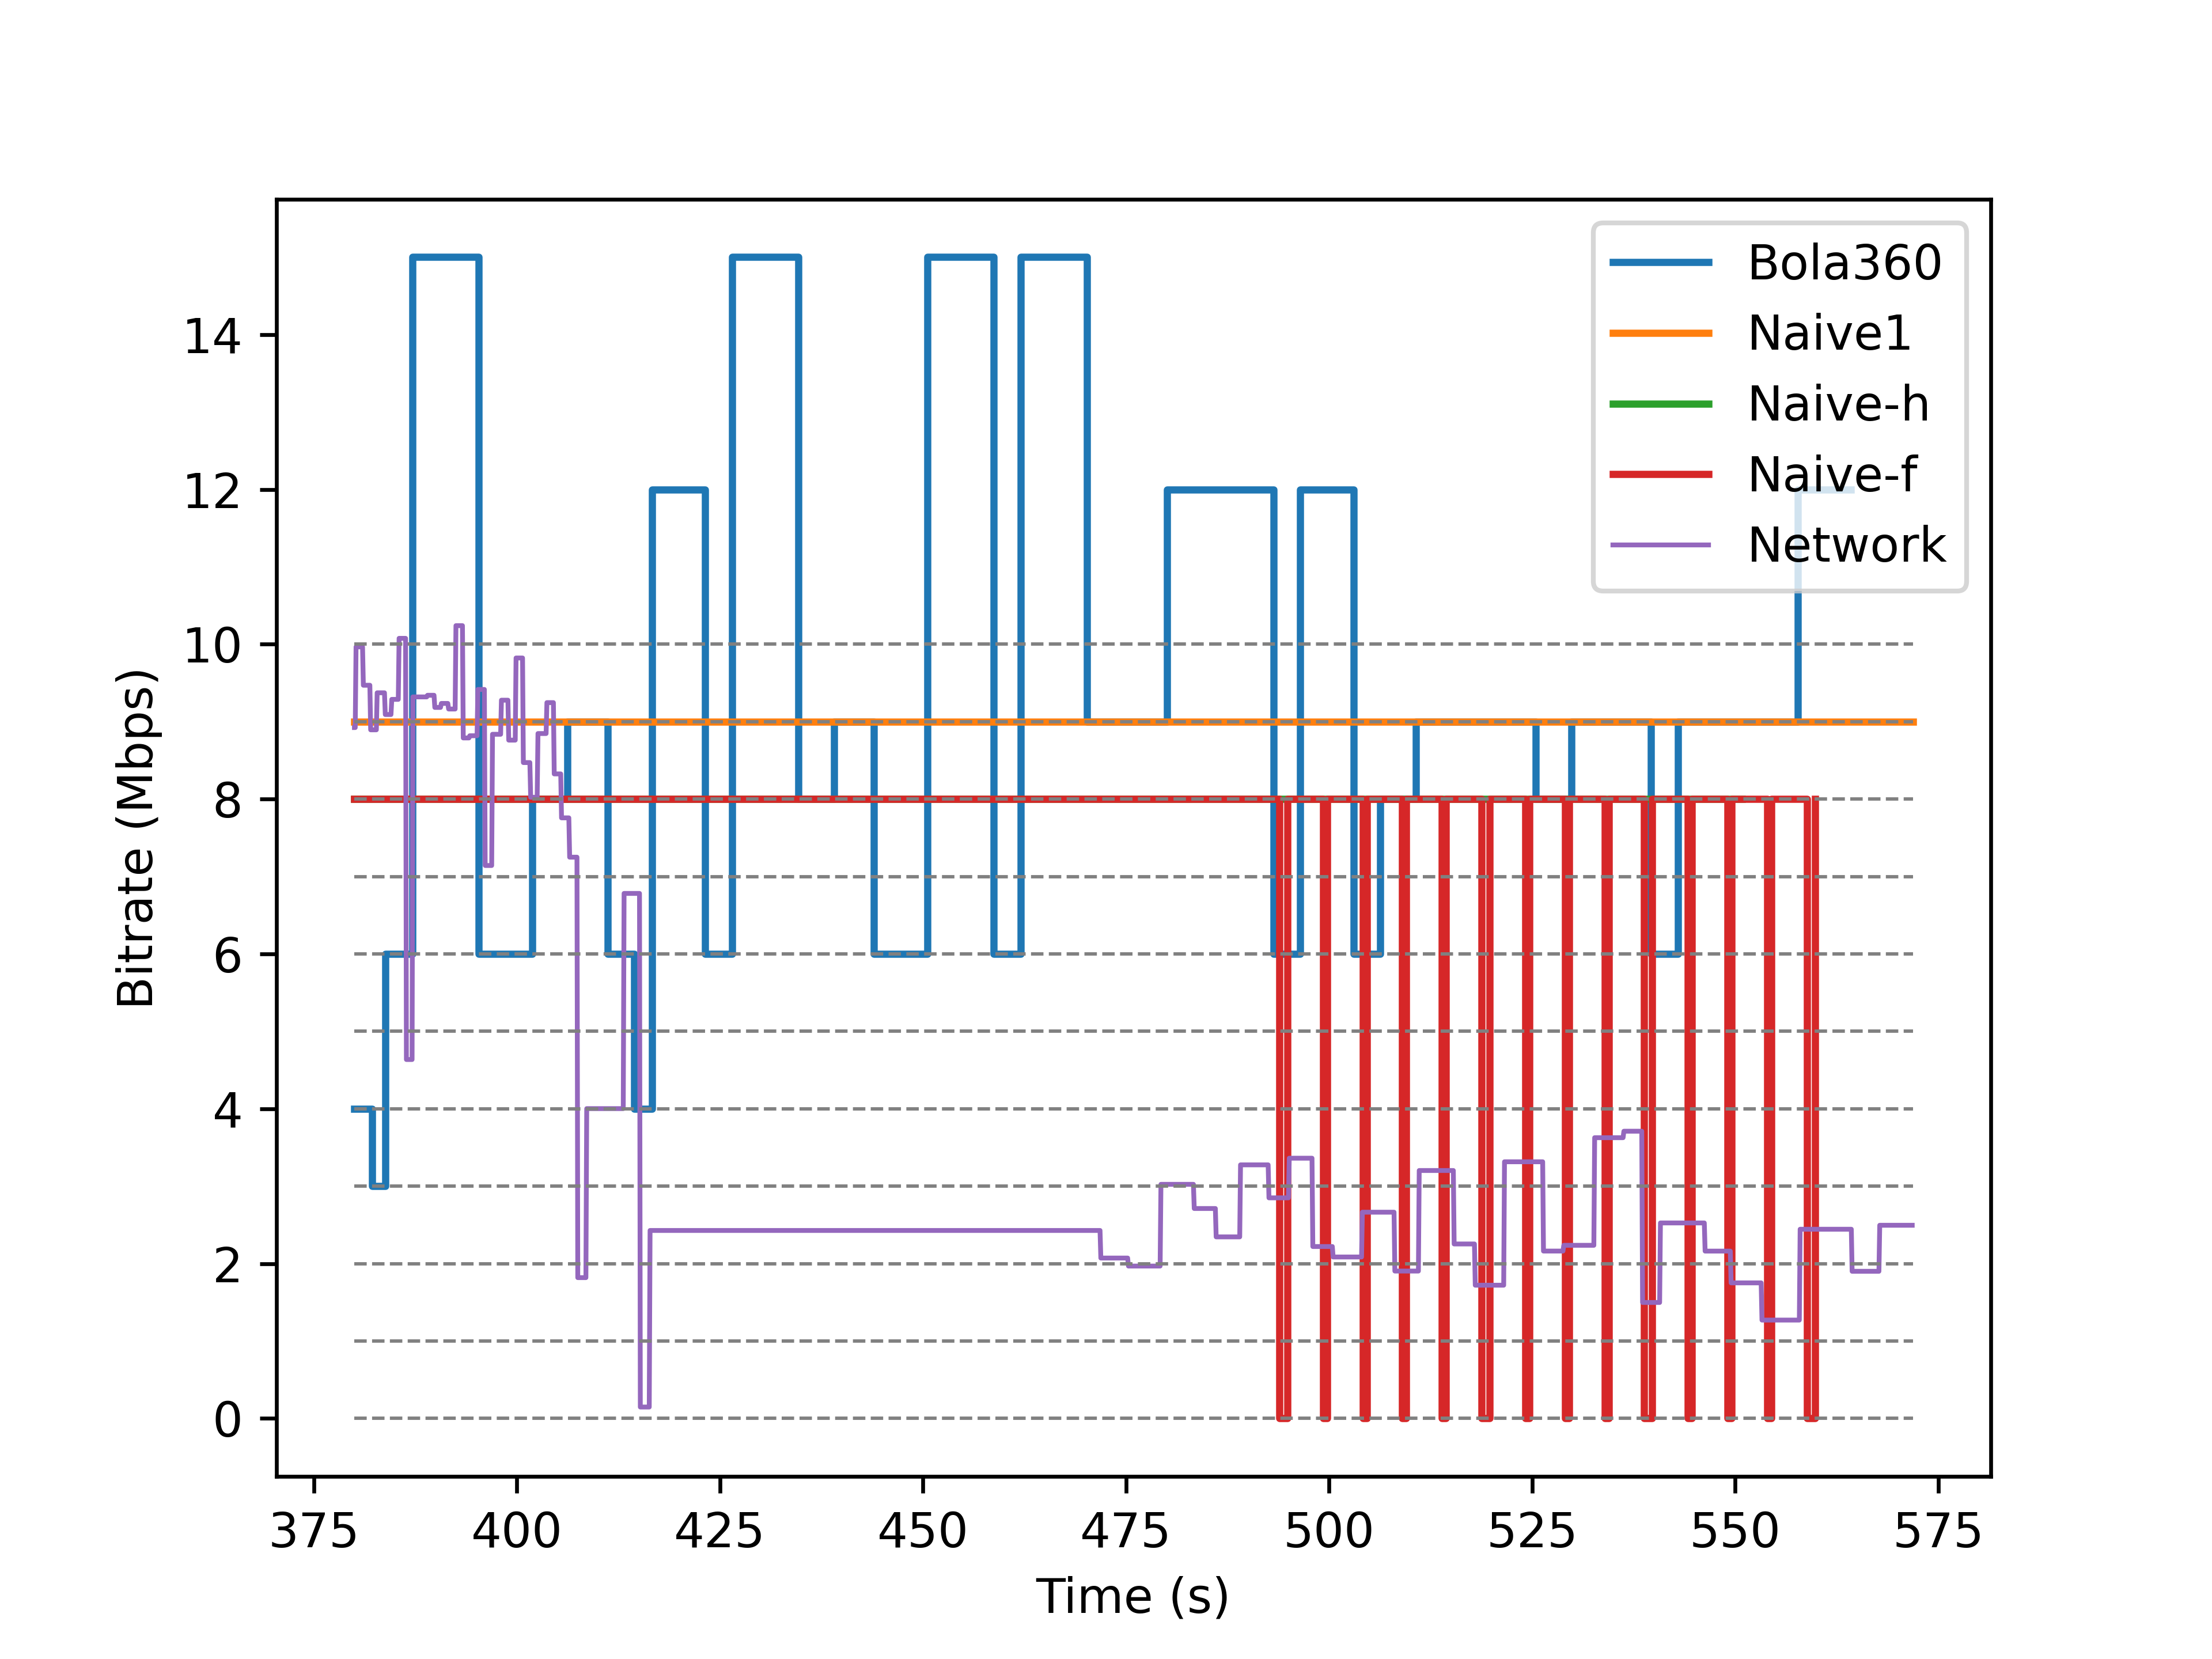 Bola360
Naive1
Naive-h
Naive-f
Network
14
12
10
8
6
4
2
0
Bitrate (Mbps)
375 400 425 450 475 500 525 550 575
Time (s)